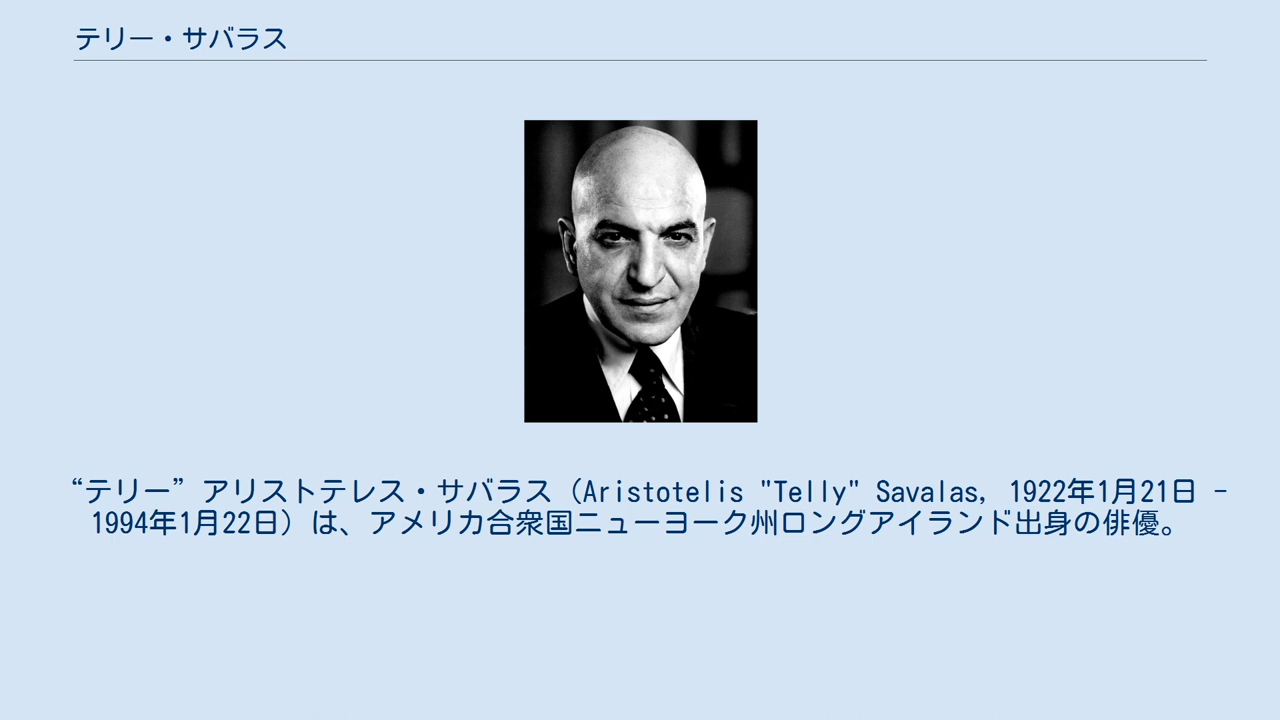 テリー・サバラス
“テリー”アリストテレス・サバラス（Aristotelis "Telly" Savalas, 1922年1月21日 -
1994年1月22日）は、アメリカ合衆国ニューヨーク州ロングアイランド出身の俳優。